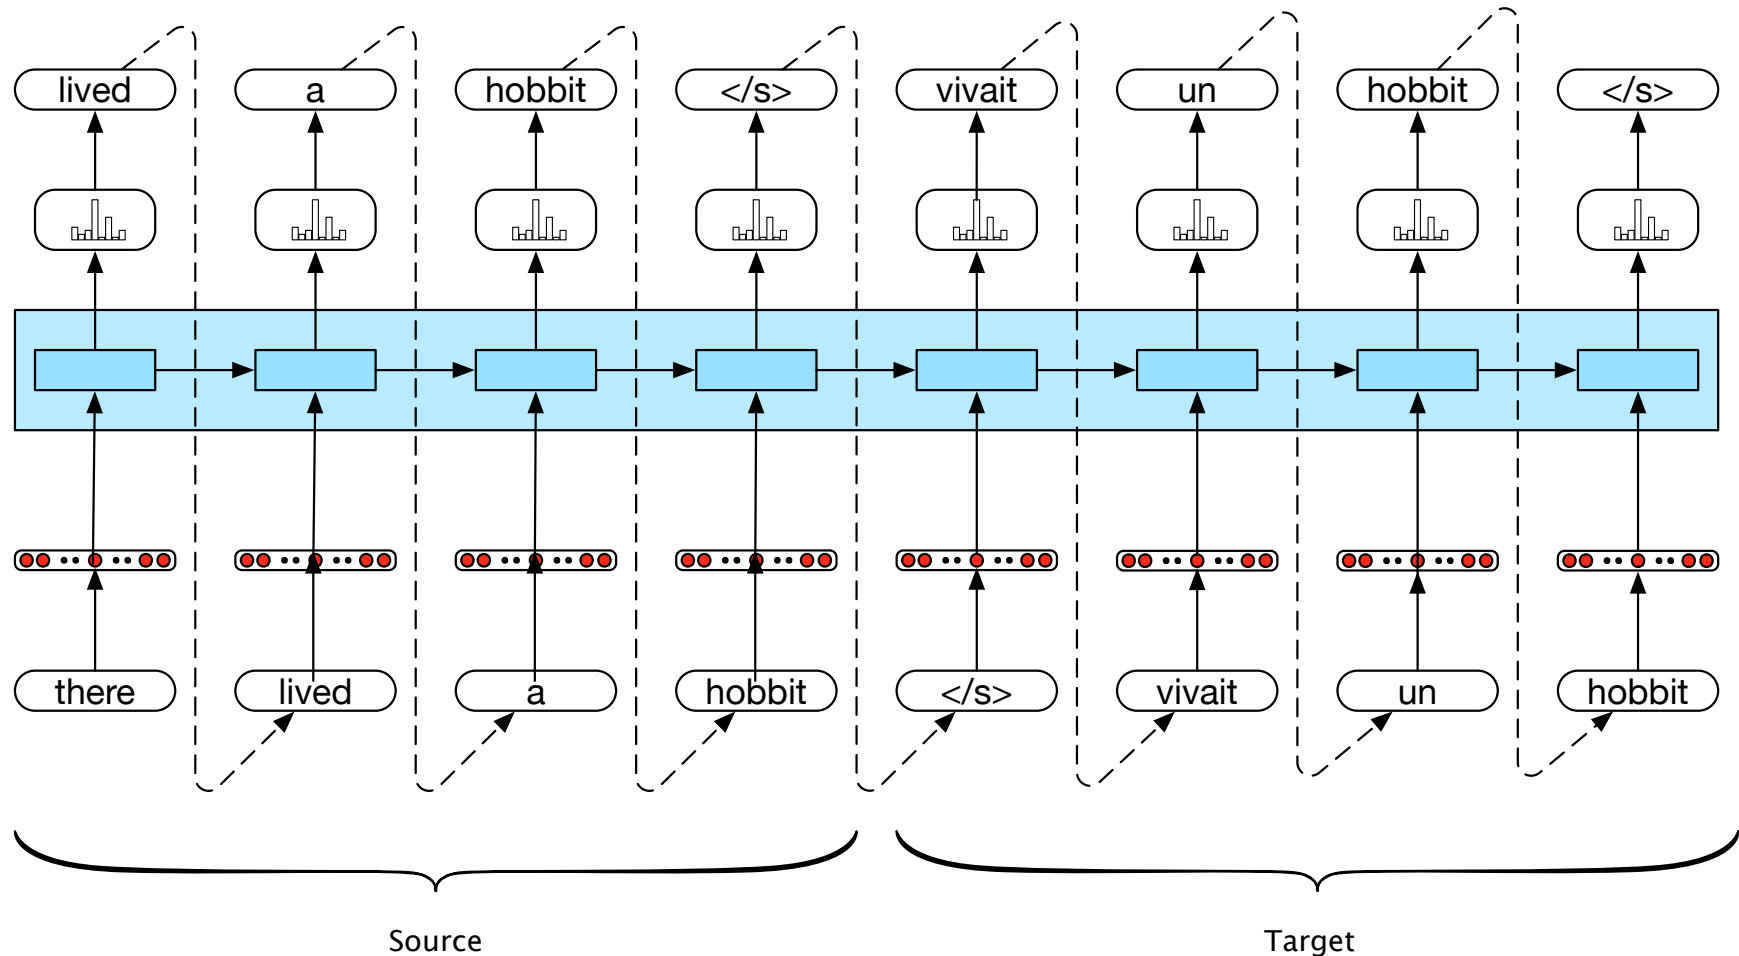 lived a hobbit </s> vivait un hobbit </s>
there lived a hobbit </s> vivait un hobbit
Source Target